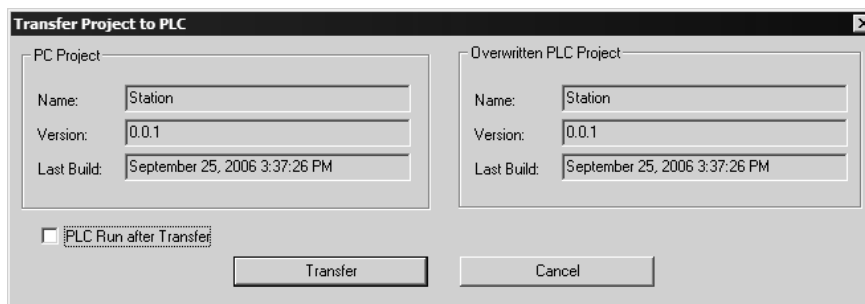 Transfer Project to PLC
PC Project
Name: Station
Version: 0.0.1
Last Build: September 25, 2006 3:37:26 PM
Overwritten PLC Project
Name: Station
Version: 0.0.1
Last Build: September 25, 2006 3:37:26 PM
PLC Run after Transfer
Transfer
Cancel